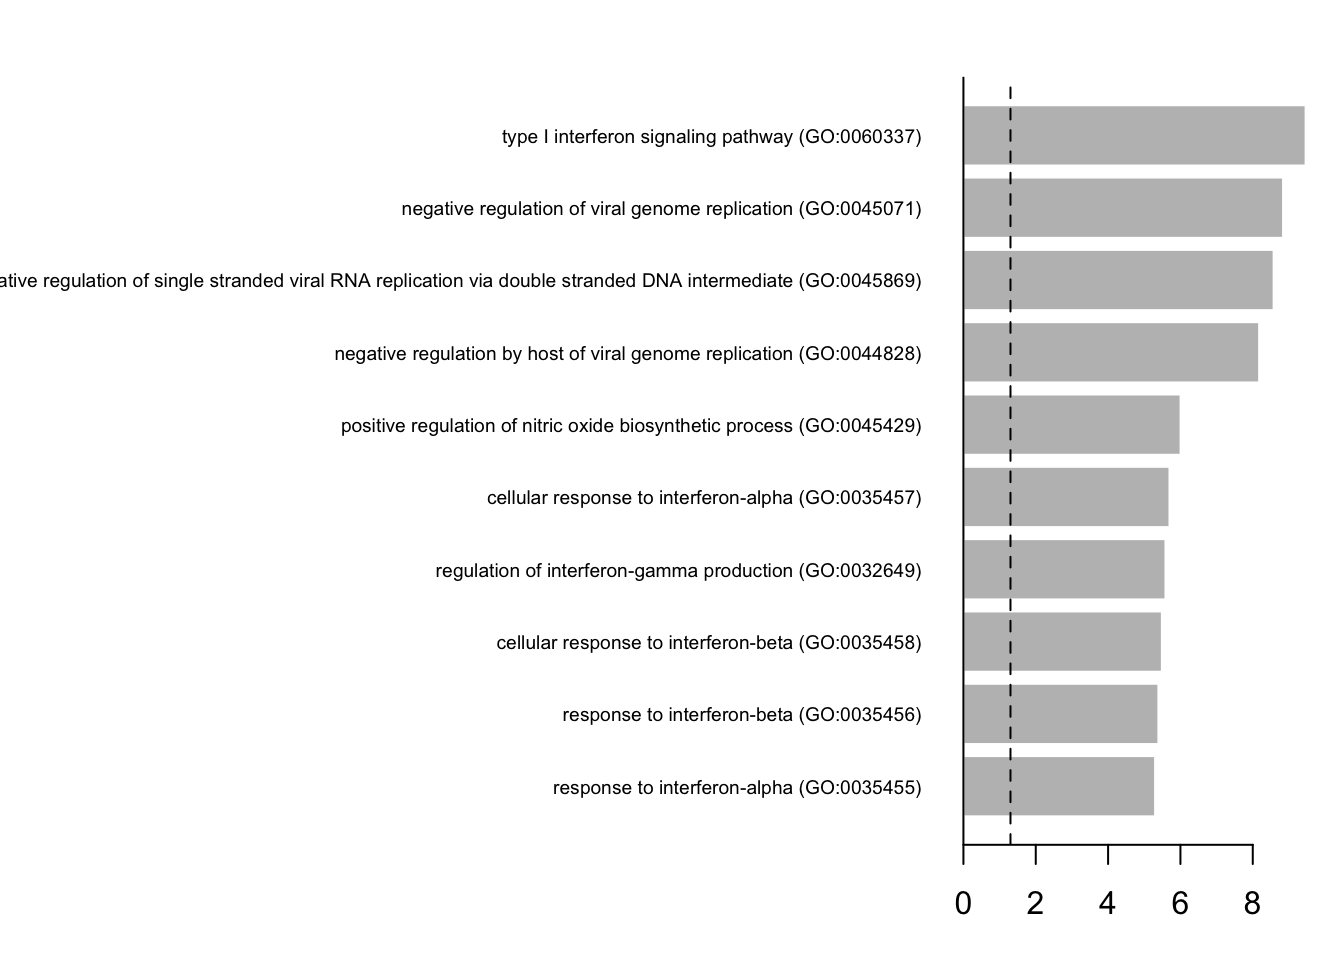 type I interferon signaling pathway (GO:0060337)
negative regulation of viral genome replication (GO:0045071)
regulation of single stranded viral RNA replication via double stranded DNA intermediate (GO:0045869)
negative regulation by host of viral genome replication (GO:0044828)
positive regulation of nitric oxide biosynthetic process (GO:0045429)
cellular response to interferon-alpha (GO:0035457)
regulation of interferon-gamma production (GO:0032649)
cellular response to interferon-beta (GO:0035458)
response to interferon-beta (GO:0035456)
response to interferon-alpha (GO:0035455)
0 2 4 6 8